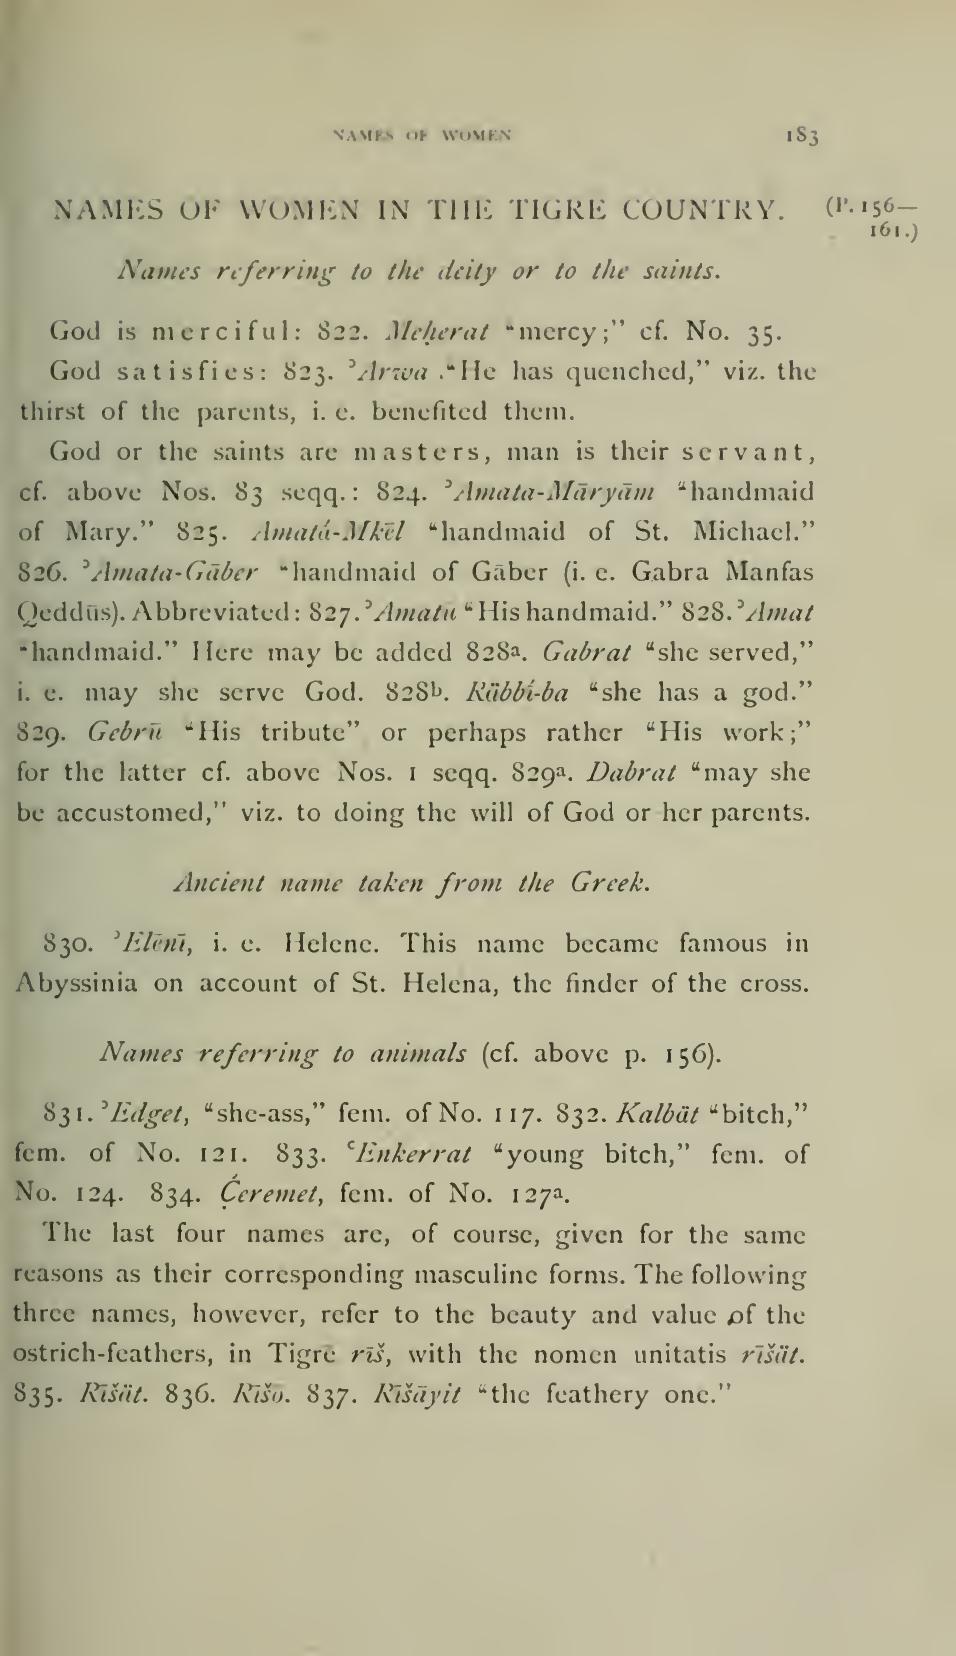 NAMES OF WOMEN 183
NAMES OF WOMEN IN THE TIGRE COUNTRY. (P. 156—
161.)
Names referring to the deity or to the saints.
God is merciful: 822. Meḥerat “mercy;” cf. No. 35.
God satisfies: 823. ʾArwa “He has quenched,” viz. the
thirst of the parents, i. e. benefited them.
God or the saints are masters, man is their servant,
cf. above Nos. 83 seqq.: 824. ʾAmata-Māryām “handmaid
of Mary.” 825. Amatá-Mkēl “handmaid of St. Michael.”
826. ʾAmata-Gāber “handmaid of Gāber (i. e. Gabra Manfas
Qeddūs). Abbreviated: 827. ʾAmatū “His handmaid.” 828. ʾAmat
“handmaid.” Here may be added 828ᵃ. Gabrat “she served,”
i. e. may she serve God. 828ᵇ. Räbbí-ba “she has a god.”
829. Gebrū “His tribute” or perhaps rather “His work;”
for the latter cf. above Nos. 1 seqq. 829ᵃ. Dabrat “may she
be accustomed,” viz. to doing the will of God or her parents.
Ancient name taken from the Greek.
830. ʾElēnī, i. e. Helene. This name became famous in
Abyssinia on account of St. Helena, the finder of the cross.
Names referring to animals (cf. above p. 156).
831. ʾEdget, “she-ass,” fem. of No. 117. 832. Kalbät “bitch,”
fem. of No. 121. 833. ʿEnkerrat “young bitch,” fem. of
No. 124. 834. Č̣eremet, fem. of No. 127ᵃ.
The last four names are, of course, given for the same
reasons as their corresponding masculine forms. The following
three names, however, refer to the beauty and value of the
ostrich-feathers, in Tigrē rīš, with the nomen unitatis rīšät.
835. Rīšät. 836. Rīšō. 837. Rīšāyit “the feathery one.”